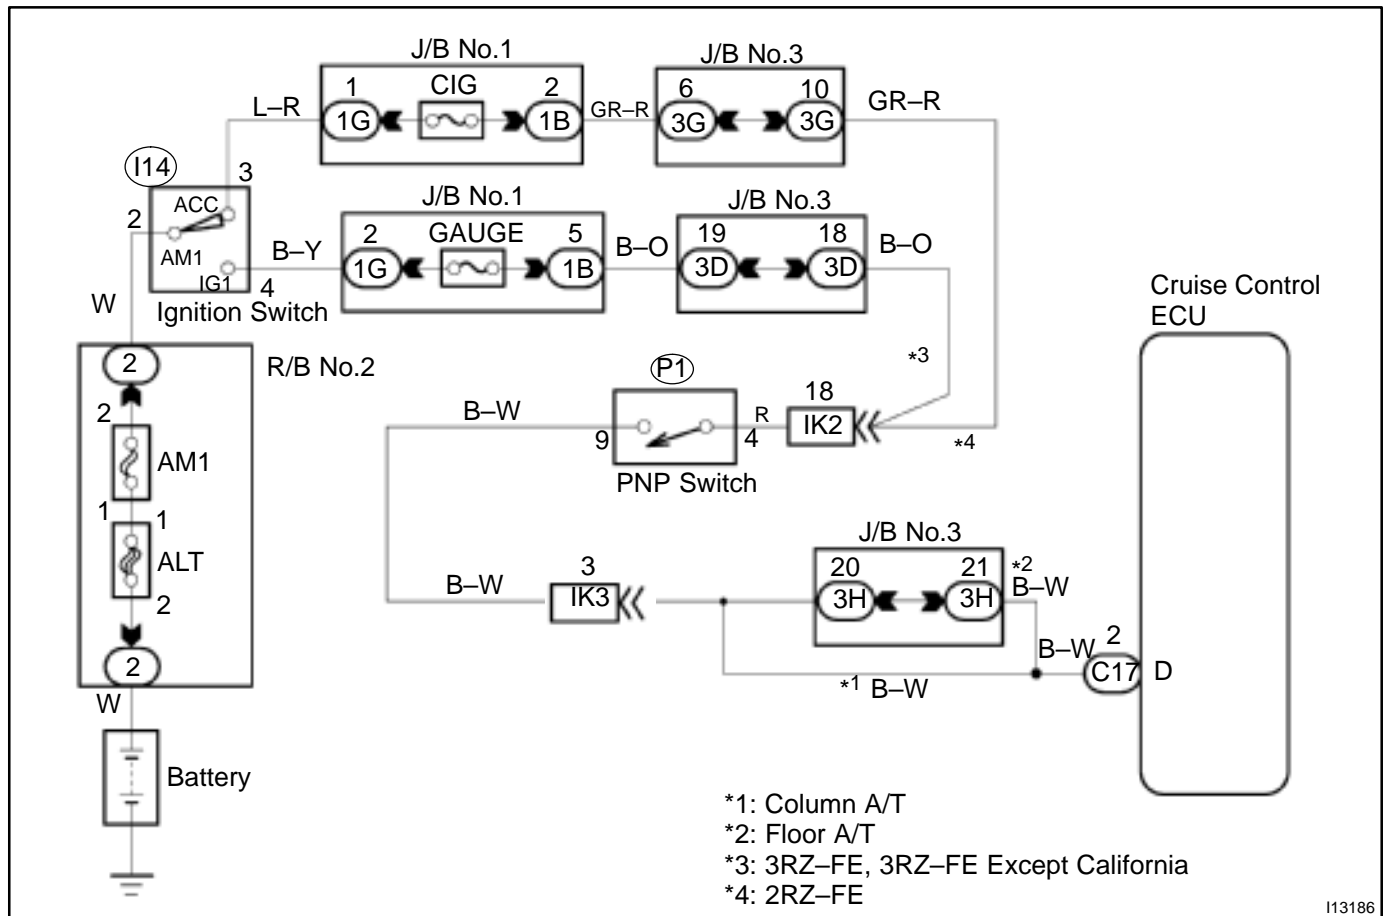 J/B No.1
J/B No.3
1
CIG
2
6
10
L–R
1G
1B
GR–R
3G
3G
GR–R
I14
3
ACC
2
AM1
IG1
4
Ignition Switch
J/B No.1
J/B No.3
B–Y
2
GAUGE
5
B–O
19
18
B–O
1G
1B
3D
3D
W
Cruise Control
ECU
2
R/B No.2
*3
P1
18
2
B–W
R
IK2
9
4
*4
AM1
PNP Switch
1
1
J/B No.3
ALT
2
B–W
3
IK3
20
21
*2
B–W
3H
3H
2
2
B–W
C17
D
W
*1 B–W
Battery
*1: Column A/T
*2: Floor A/T
*3: 3RZ–FE, 3RZ–FE Except California
*4: 2RZ–FE
I13186